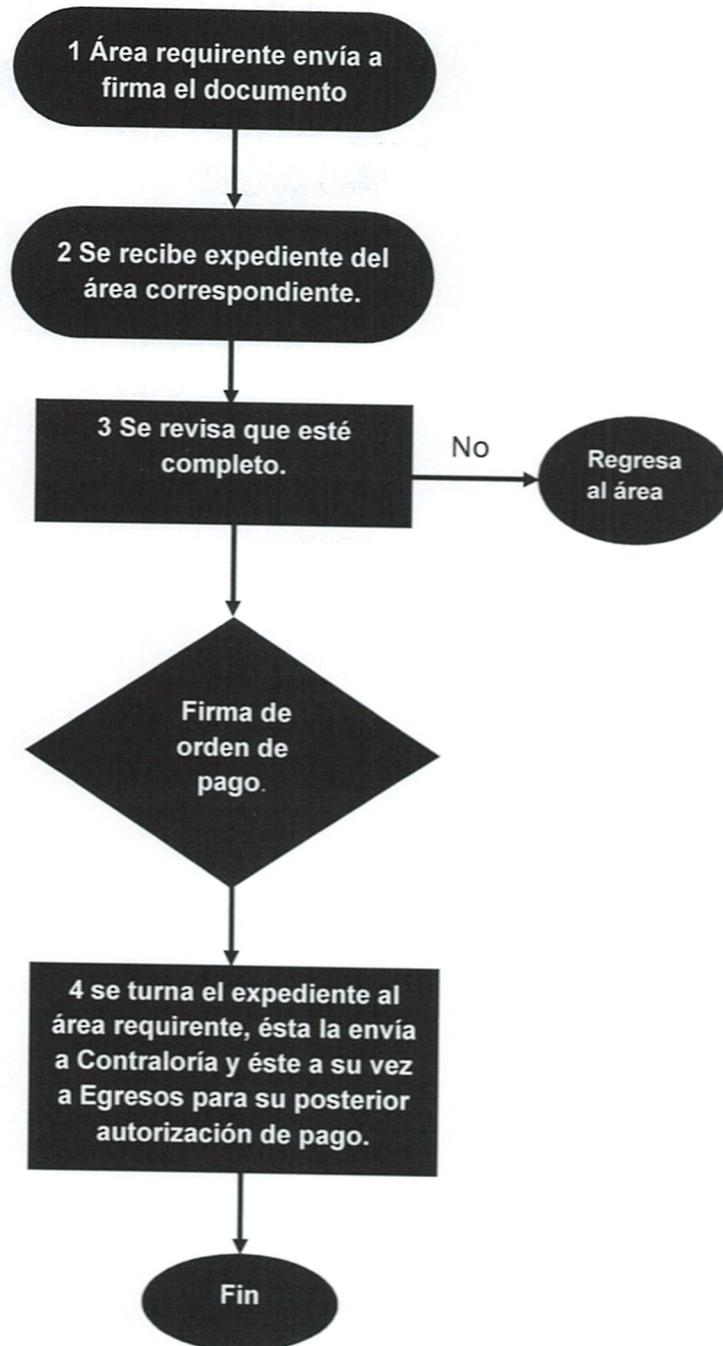 1 Área requirente envía a
firma el documento
2 Se recibe expediente del
área correspondiente.
3 Se revisa que esté
completo.
No
Regresa
al área
Firma de
orden de
pago.
4 se turna el expediente al
área requirente, ésta la envía
a Contraloría y éste a su vez
a Egresos para su posterior
autorización de pago.
Fin